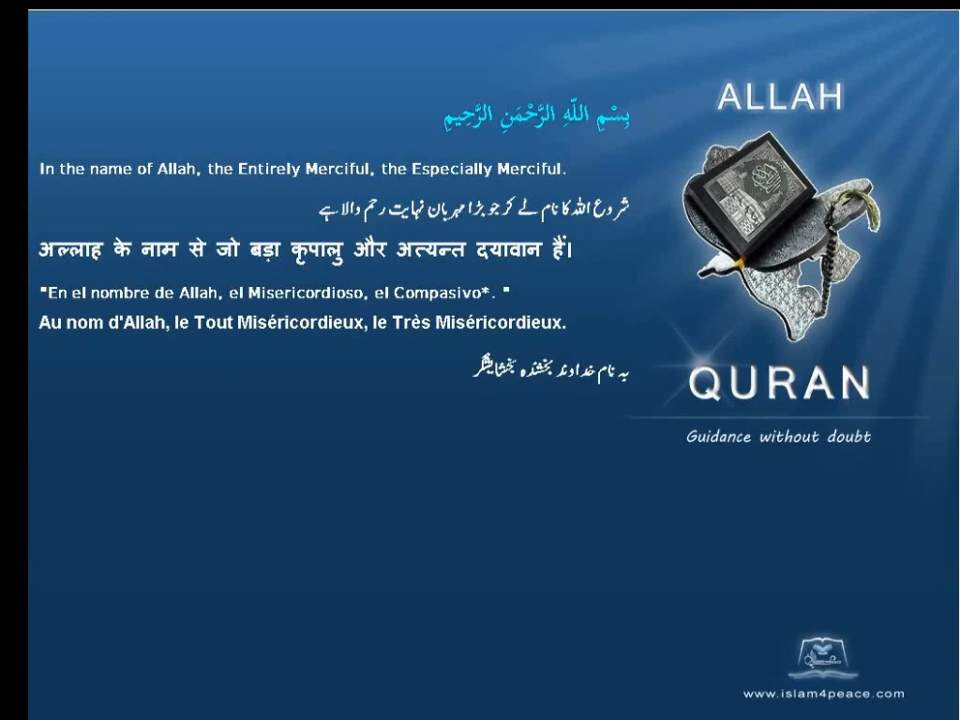 بِسْمِ اللَّهِ الرَّحْمَنِ الرَّحِيمِ
In the name of Allah, the Entirely Merciful, the Especially Merciful.
شروع اللہ کا نام لے کر جو بڑا مہربان نہایت رحم والا ہے
अल्लाह के नाम से जो बड़ा कृपालु और अत्यन्त दयावान हैं।
"En el nombre de Allah, el Misericordioso, el Compasivo*. "
Au nom d'Allah, le Tout Miséricordieux, le Très Miséricordieux.
به نام خداوند بخشنده بخشایشگر
ALLAH
QURAN
Guidance without doubt
www.islam4peace.com